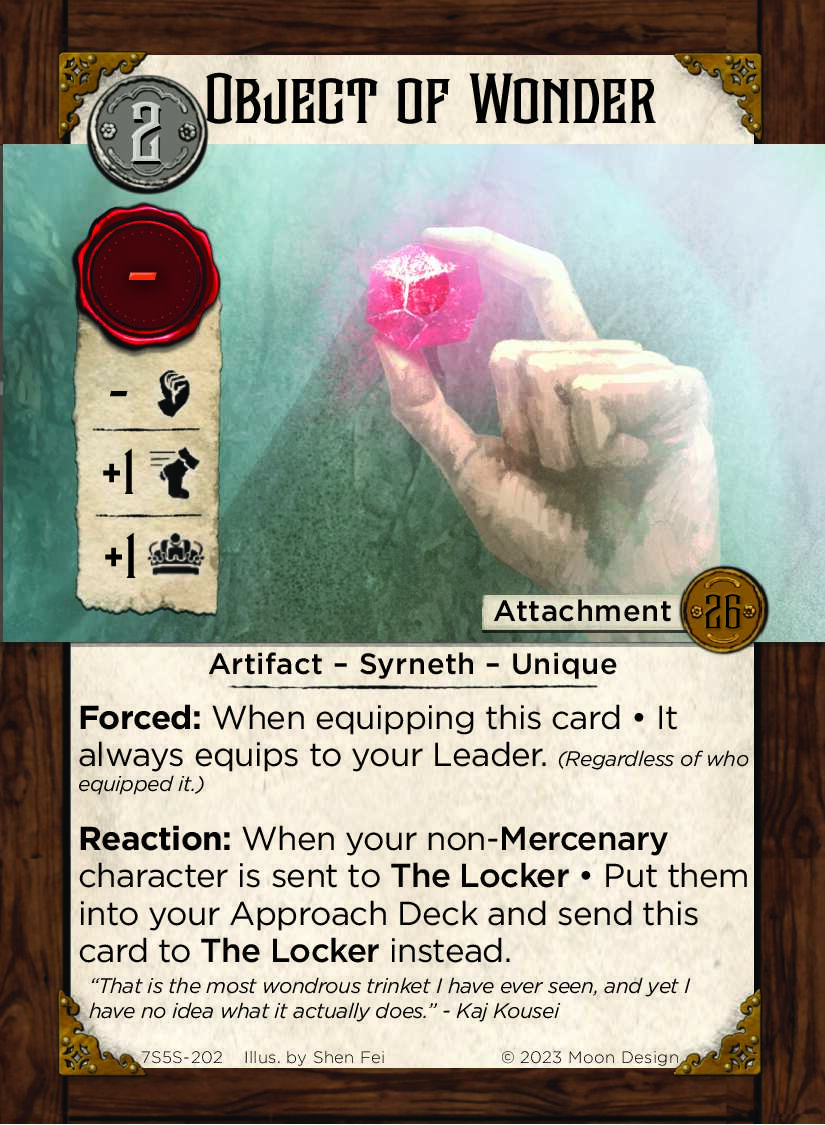 Object of Wonder
2
-
-
+1
+1
Attachment
26
Artifact – Syrneth – Unique
Forced: When equipping this card • It
always equips to your Leader. (Regardless of who
equipped it.)
Reaction: When your non-Mercenary
character is sent to The Locker • Put them
into your Approach Deck and send this
card to The Locker instead.
“That is the most wondrous trinket I have ever seen, and yet I
have no idea what it actually does.” - Kaj Kousei
7S5S-202 Illus. by Shen Fei © 2023 Moon Design